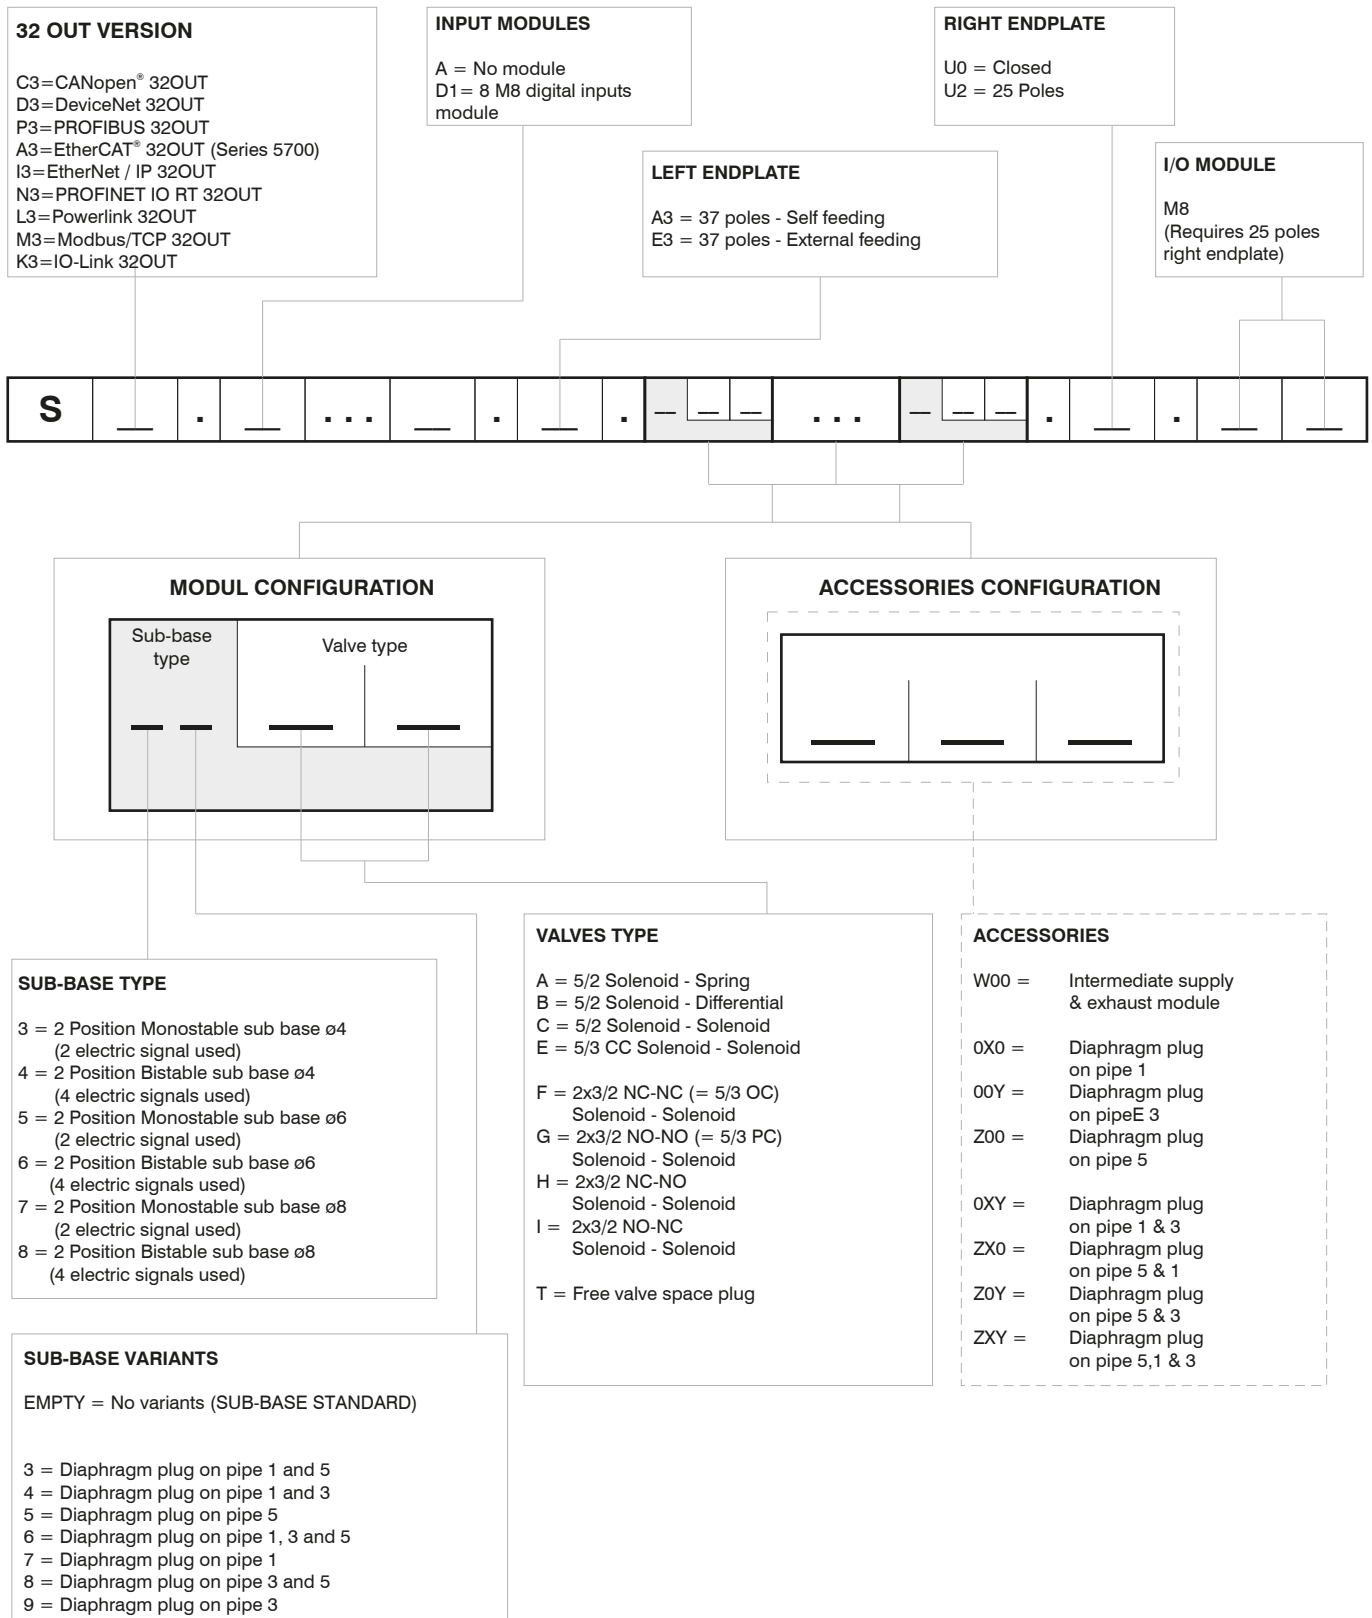 32 OUT VERSION
C3=CANopen® 32OUT
D3=DeviceNet 32OUT
P3=PROFIBUS 32OUT
A3=EtherCAT® 32OUT (Series 5700)
I3=EtherNet / IP 32OUT
N3=PROFINET IO RT 32OUT
L3=Powerlink 32OUT
M3=Modbus/TCP 32OUT
K3=IO-Link 32OUT
INPUT MODULES
A = No module
D1= 8 M8 digital inputs
module
LEFT ENDPLATE
A3 = 37 poles - Self feeding
E3 = 37 poles - External feeding
RIGHT ENDPLATE
U0 = Closed
U2 = 25 Poles
I/O MODULE
M8
(Requires 25 poles
right endplate)
S __ . __ ... __ . __ . __ __ __ ... __ __ __ . __ . __ __
MODUL CONFIGURATION
Sub-base
type
Valve type
ACCESSORIES CONFIGURATION
SUB-BASE TYPE
3 = 2 Position Monostable sub base ø4
(2 electric signal used)
4 = 2 Position Bistable sub base ø4
(4 electric signals used)
5 = 2 Position Monostable sub base ø6
(2 electric signal used)
6 = 2 Position Bistable sub base ø6
(4 electric signals used)
7 = 2 Position Monostable sub base ø8
(2 electric signal used)
8 = 2 Position Bistable sub base ø8
(4 electric signals used)
SUB-BASE VARIANTS
EMPTY = No variants (SUB-BASE STANDARD)
3 = Diaphragm plug on pipe 1 and 5
4 = Diaphragm plug on pipe 1 and 3
5 = Diaphragm plug on pipe 5
6 = Diaphragm plug on pipe 1, 3 and 5
7 = Diaphragm plug on pipe 1
8 = Diaphragm plug on pipe 3 and 5
9 = Diaphragm plug on pipe 3
VALVES TYPE
A = 5/2 Solenoid - Spring
B = 5/2 Solenoid - Differential
C = 5/2 Solenoid - Solenoid
E = 5/3 CC Solenoid - Solenoid
F = 2x3/2 NC-NC (= 5/3 OC)
Solenoid - Solenoid
G = 2x3/2 NO-NO (= 5/3 PC)
Solenoid - Solenoid
H = 2x3/2 NC-NO
Solenoid - Solenoid
I = 2x3/2 NO-NC
Solenoid - Solenoid
T = Free valve space plug
ACCESSORIES
W00 = Intermediate supply
& exhaust module
0X0 = Diaphragm plug
on pipe 1
00Y = Diaphragm plug
on pipeE 3
Z00 = Diaphragm plug
on pipe 5
0XY = Diaphragm plug
on pipe 1 & 3
ZX0 = Diaphragm plug
on pipe 5 & 1
Z0Y = Diaphragm plug
on pipe 5 & 3
ZXY = Diaphragm plug
on pipe 5,1 & 3